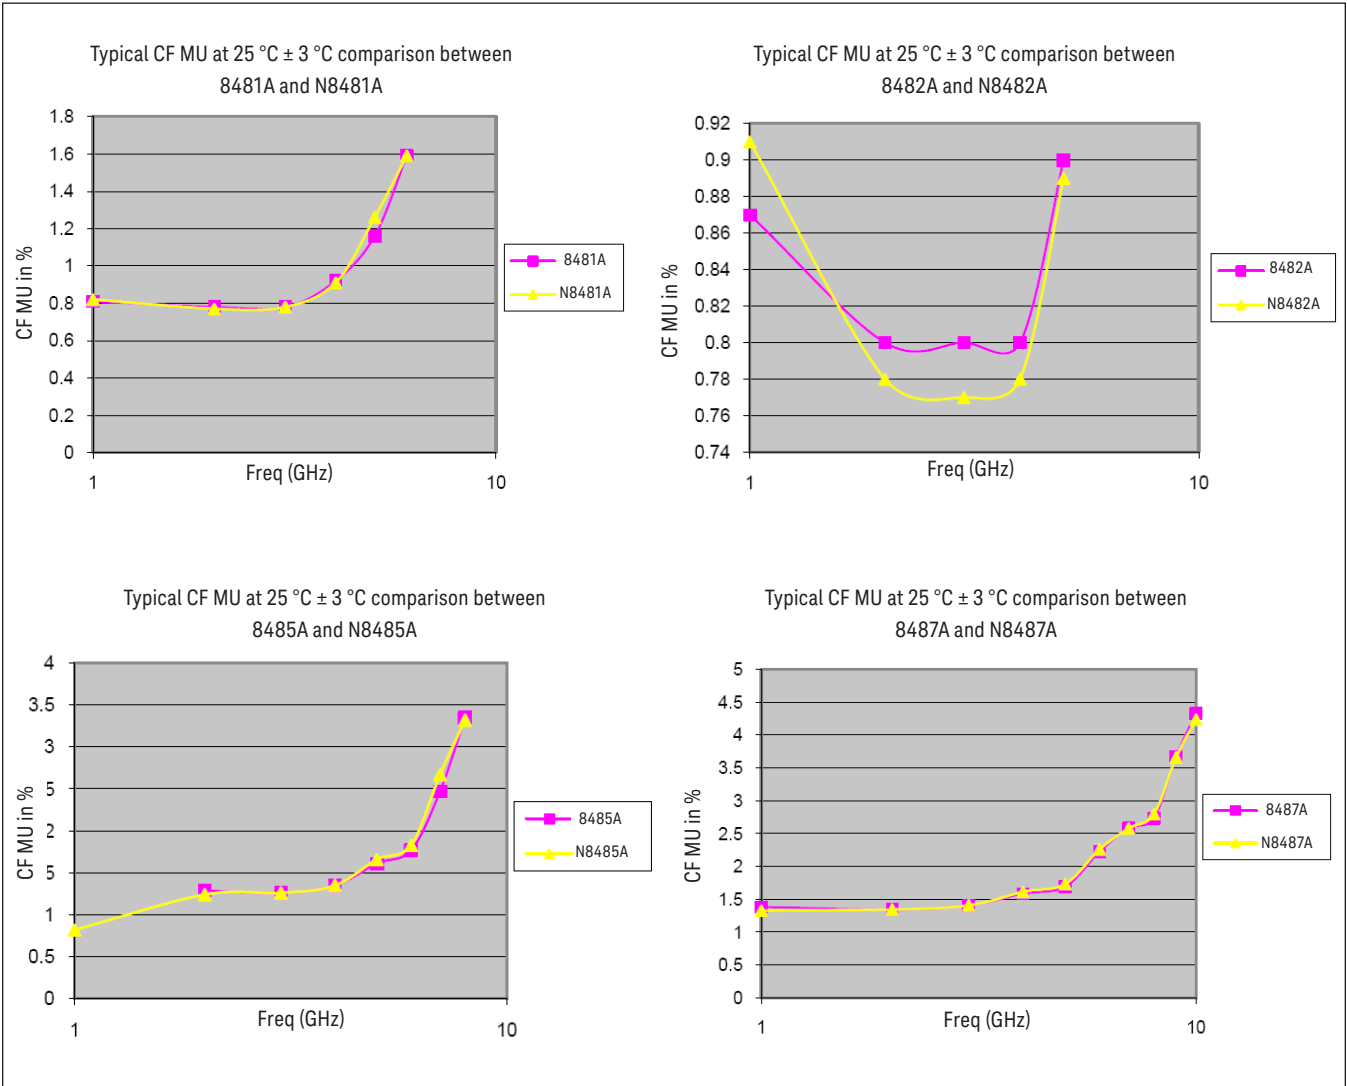 Typical CF MU at 25 °C ± 3 °C comparison between
8481A and N8481A
1.8
1.6
1.4
1.2
1
0.8
0.6
0.4
0.2
0
CF MU in %
1
Freq (GHz)
10
8481A
N8481A
Typical CF MU at 25 °C ± 3 °C comparison between
8482A and N8482A
0.92
0.9
0.88
0.86
0.84
0.82
0.8
0.78
0.76
0.74
CF MU in %
1
Freq (GHz)
10
8482A
N8482A
Typical CF MU at 25 °C ± 3 °C comparison between
8485A and N8485A
4
3.5
3
5
2
5
1
0.5
0
CF MU in %
1
Freq (GHz)
10
8485A
N8485A
Typical CF MU at 25 °C ± 3 °C comparison between
8487A and N8487A
5
4.5
4
3.5
3
2.5
2
1.5
1
0.5
0
CF MU in %
1
Freq (GHz)
10
8487A
N8487A